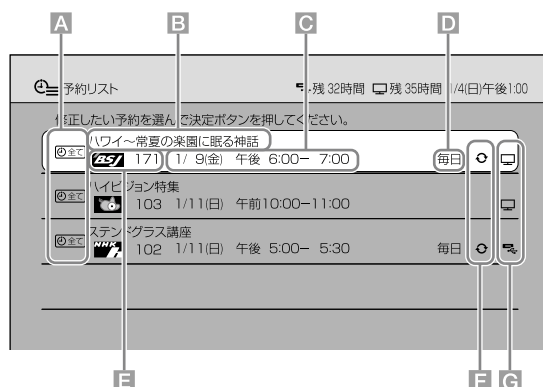 A B C D
予約リスト 残 32時間 残 35時間 1/4(日)午後1:00
修正したい予約を選んで決定ボタンを押してください。
ハワイ~常夏の楽園に眠る神話
全て BSi 171 1/ 9(金) 午後 6:00- 7:00 毎日
ハイビジョン特集
全て 103 1/11(日) 午前10:00-11:00
ステンドグラス講座
全て NHK h 102 1/11(日) 午後 5:00- 5:30 毎日
E F G